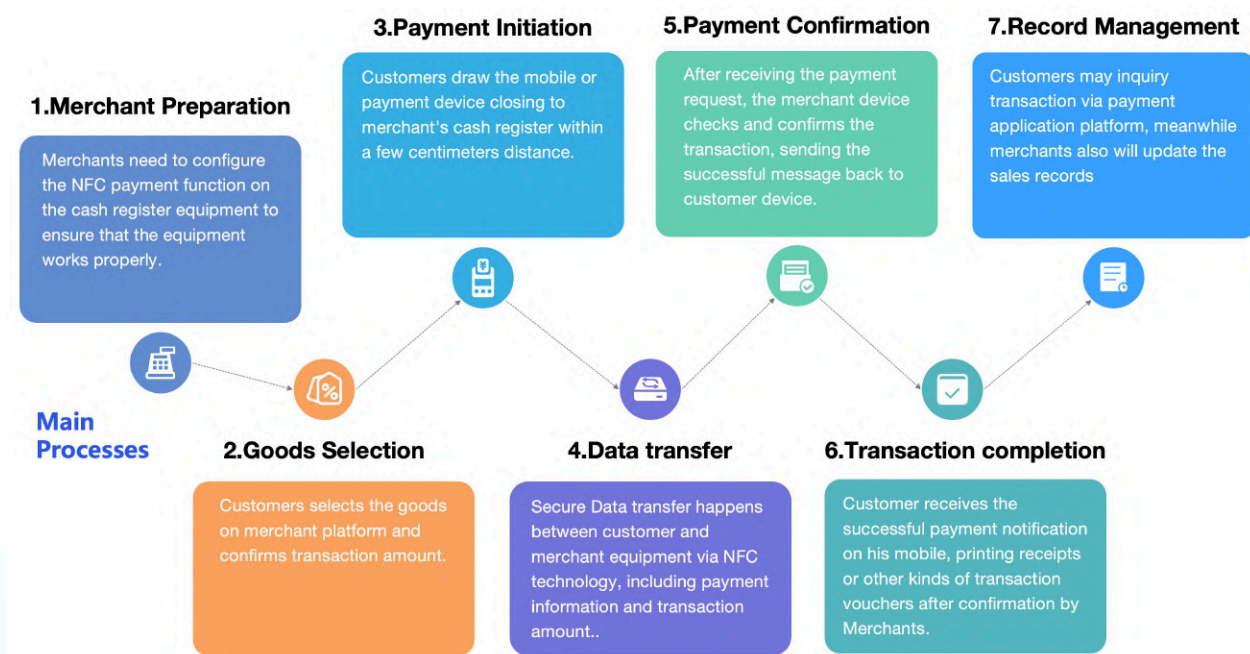 1.Merchant Preparation
Merchants need to configure
the NFC payment function on
the cash register equipment to
ensure that the equipment
works properly.
Main
Processes
2.Goods Selection
Customers selects the goods
on merchant platform and
confirms transaction amount.
3.Payment Initiation
Customers draw the mobile or
payment device closing to
merchant's cash register within
a few centimeters distance.
¥
%
4.Data transfer
Secure Data transfer happens
between customer and
merchant equipment via NFC
technology, including payment
information and transaction
amount..
5.Payment Confirmation
After receiving the payment
request, the merchant device
checks and confirms the
transaction, sending the
successful message back to
customer device.
6.Transaction completion
Customer receives the
successful payment notification
on his mobile, printing receipts
or other kinds of transaction
vouchers after confirmation by
Merchants.
7.Record Management
Customers may inquiry
transaction via payment
application platform, meanwhile
merchants also will update the
sales records